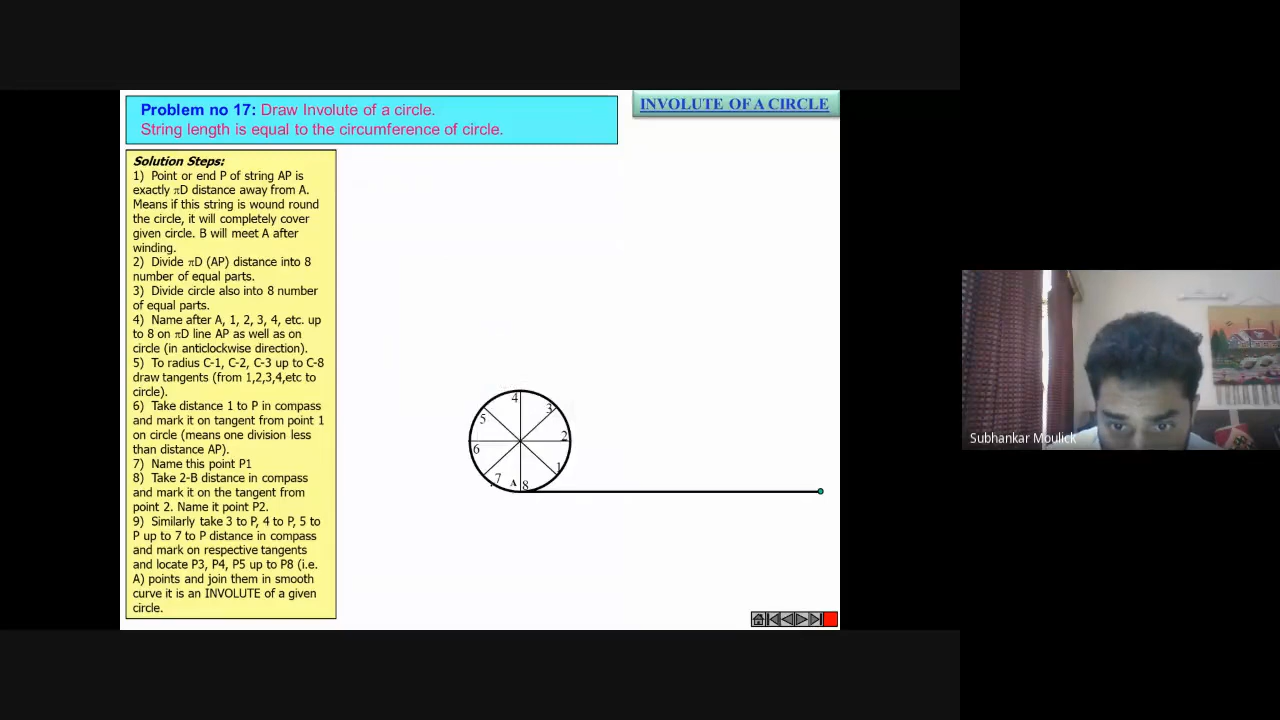 Problem no 17: Draw Involute of a circle.
String length is equal to the circumference of circle.
INVOLUTE OF A CIRCLE
Solution Steps:
1) Point or end P of string AP is
exactly πD distance away from A.
Means if this string is wound round
the circle, it will completely cover
given circle. B will meet A after
winding.
2) Divide πD (AP) distance into 8
number of equal parts.
3) Divide circle also into 8 number
of equal parts.
4) Name after A, 1, 2, 3, 4, etc. up
to 8 on πD line AP as well as on
circle (in anticlockwise direction).
5) To radius C-1, C-2, C-3 up to C-8
draw tangents (from 1,2,3,4,etc to
circle).
6) Take distance 1 to P in compass
and mark it on tangent from point 1
on circle (means one division less
than distance AP).
7) Name this point P1
8) Take 2-B distance in compass
and mark it on the tangent from
point 2. Name it point P2.
9) Similarly take 3 to P, 4 to P, 5 to
P up to 7 to P distance in compass
and mark on respective tangents
and locate P3, P4, P5 up to P8 (i.e.
A) points and join them in smooth
curve it is an INVOLUTE of a given
circle.
4
3
5
2
6
1
7
A 8
Subhankar Moulick